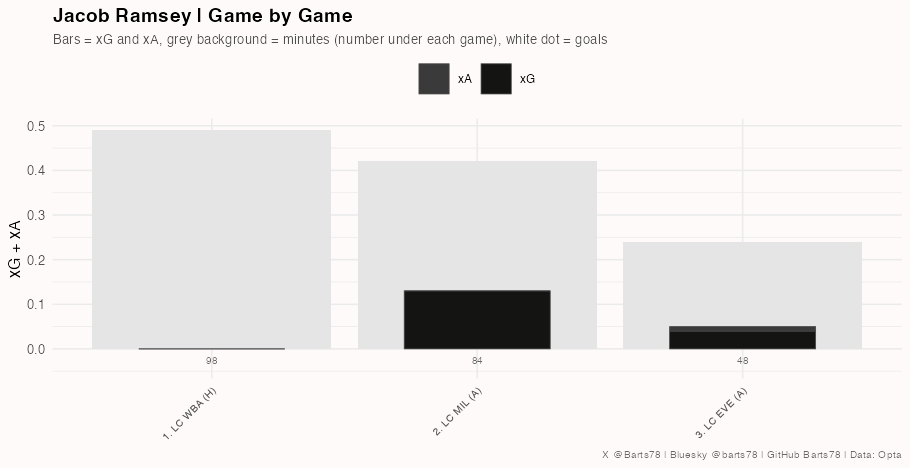 Jacob Ramsey | Game by Game
Bars = xG and xA, grey background = minutes (number under each game), white dot = goals
xA xG
xG + xA
0.5
0.4
0.3
0.2
0.1
0.0
98 84 48
1. LC WBA (H) 2. LC MIL (A) 3. LC EVE (A)
X @Barts78 | Bluesky @barts78 | GitHub Barts78 | Data: Opta